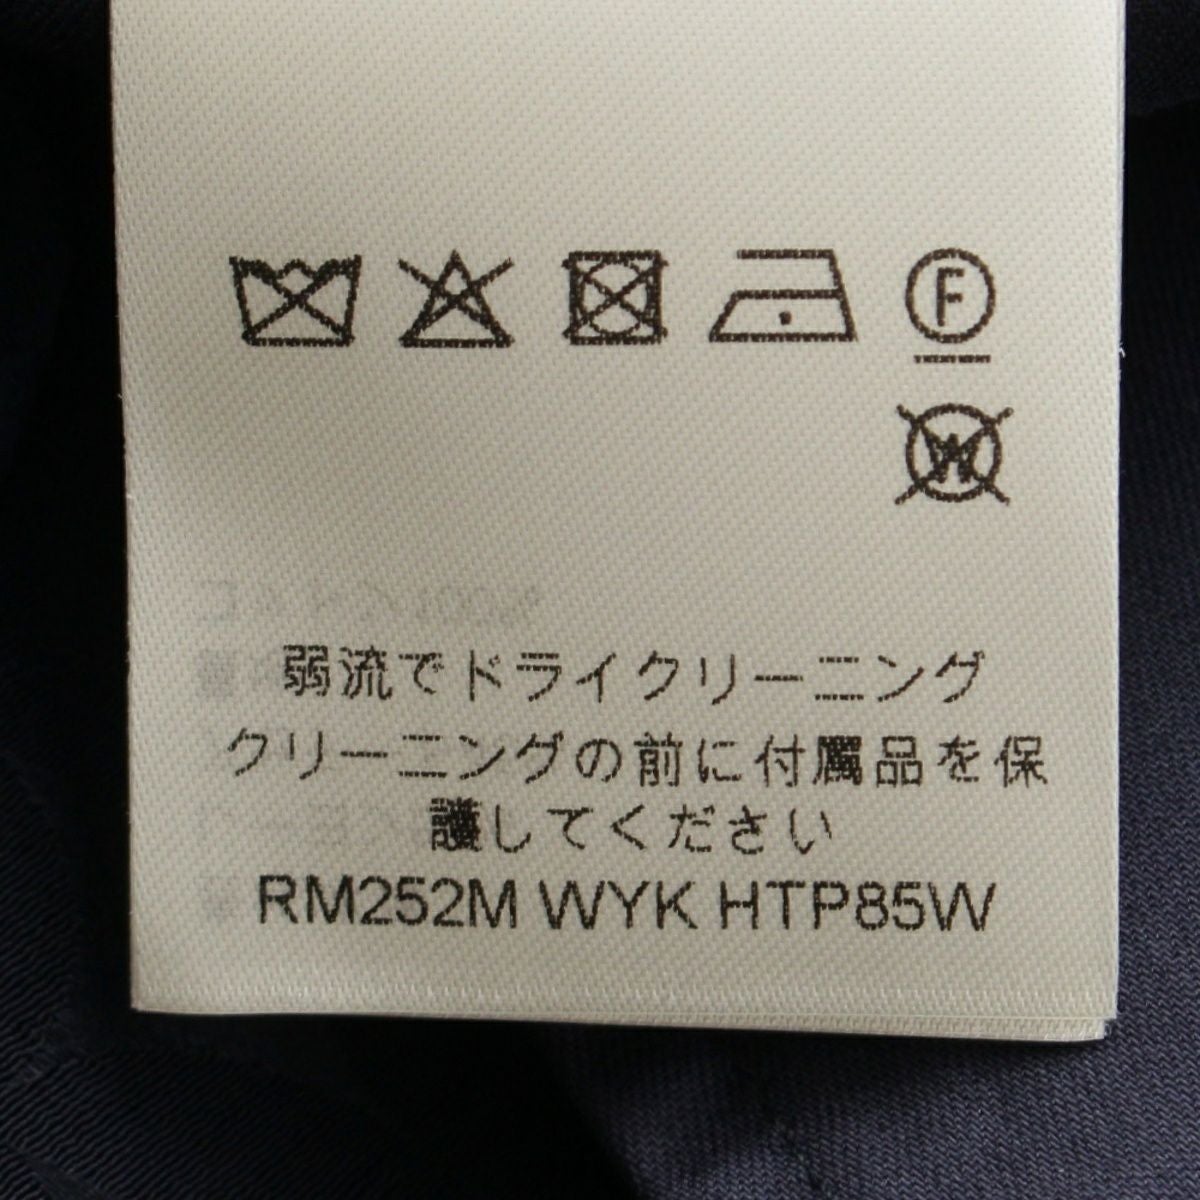 F
W
弱流でドライクリーニング
クリーニングの前に付属品を保
護してください
RM252M WYK HTP85W